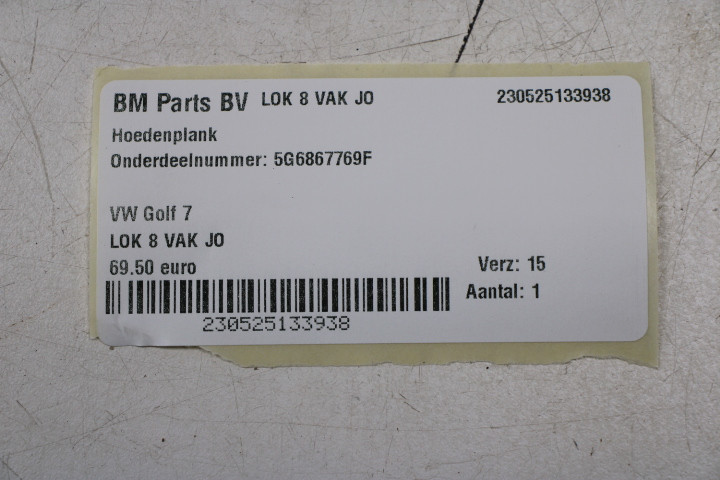 BM Parts BV LOK 8 VAK JO 230525133938
Hoedenplank
Onderdeelnummer: 5G6867769F
VW Golf 7
LOK 8 VAK JO
69.50 euro Verz: 15
Aantal: 1
230525133938